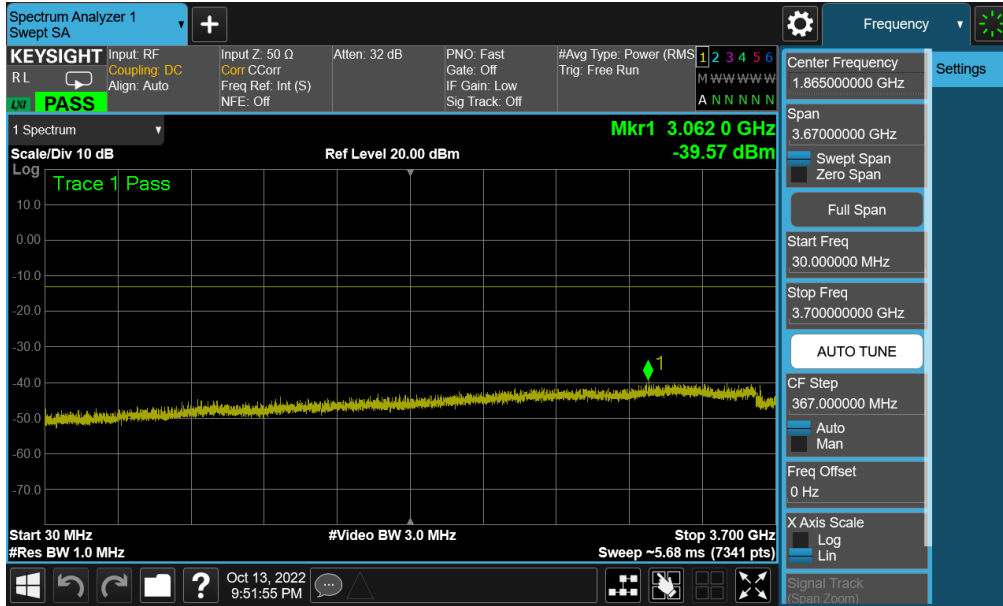 Spectrum Analyzer 1
Swept SA
+
Frequency
KEYSIGHT
R L
LXI
PASS
Input: RF
Coupling: DC
Align: Auto
Input Z: 50 Ω
Corr CCorr
Freq Ref: Int (S)
NFE: Off
Atten: 32 dB
PNO: Fast
Gate: Off
IF Gain: Low
Sig Track: Off
#Avg Type: Power (RMS
Trig: Free Run
1 2 3 4 5 6
M W W W W W
A N N N N N
1 Spectrum
Mkr1 3.062 0 GHz
-39.57 dBm
Scale/Div 10 dB
Ref Level 20.00 dBm
Log
Trace 1 Pass
10.0
0.00
-10.0
-20.0
-30.0
-40.0
-50.0
-60.0
-70.0
1
Start 30 MHz
#Video BW 3.0 MHz
Stop 3.700 GHz
#Res BW 1.0 MHz
Sweep ~5.68 ms (7341 pts)
Center Frequency
1.865000000 GHz
Span
3.67000000 GHz
Swept Span
Zero Span
Full Span
Start Freq
30.000000 MHz
Stop Freq
3.700000000 GHz
AUTO TUNE
CF Step
367.000000 MHz
Auto
Man
Freq Offset
0 Hz
X Axis Scale
Log
Lin
Signal Track
(Span Zoom)
Settings
?
Oct 13, 2022
9:51:55 PM